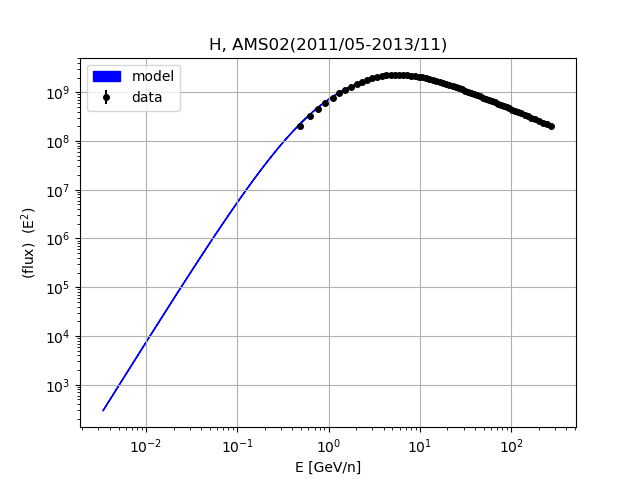 H, AMS02(2011/05-2013/11)
model
data
(flux) (E²)
10⁹
10⁸
10⁷
10⁶
10⁵
10⁴
10³
10⁻² 10⁻¹ 10⁰ 10¹ 10²
E [GeV/n]